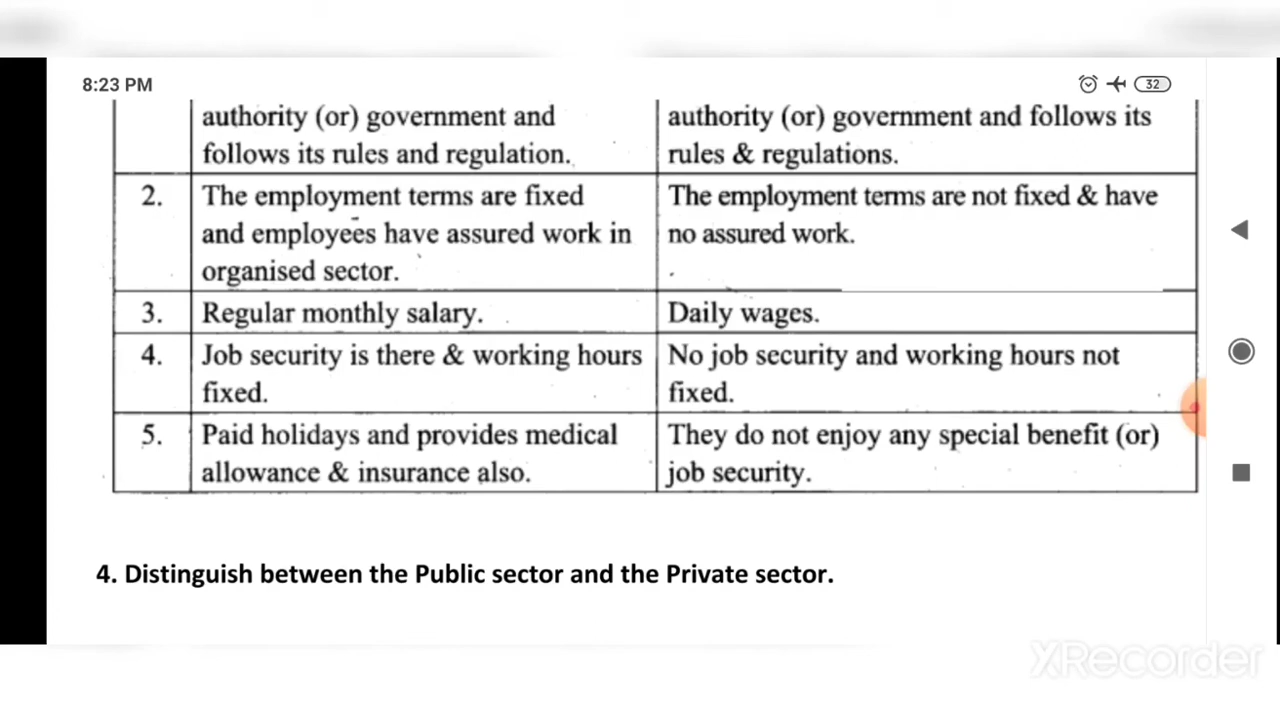 8:23 PM
32
authority (or) government and
follows its rules and regulation.
authority (or) government and follows its
rules & regulations.
2.
The employment terms are fixed
and employees have assured work in
organised sector.
The employment terms are not fixed & have
no assured work.
3.
Regular monthly salary.
Daily wages.
4.
Job security is there & working hours
fixed.
No job security and working hours not
fixed.
5.
Paid holidays and provides medical
allowance & insurance also.
They do not enjoy any special benefit (or)
job security.
4. Distinguish between the Public sector and the Private sector.
XRecorder